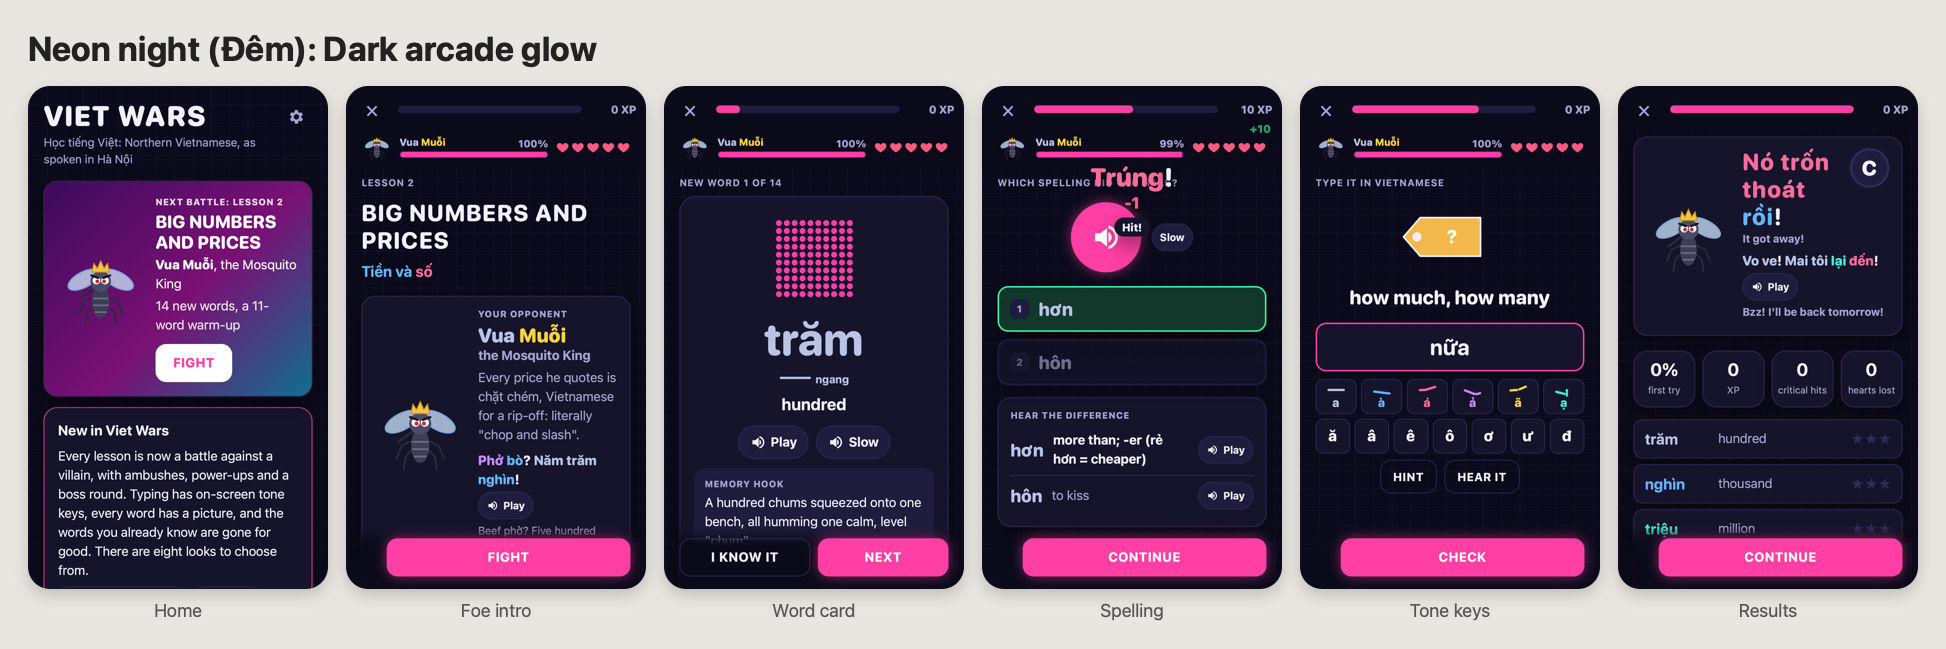 Neon night (Đêm): Dark arcade glow
VIET WARS
Học tiếng Việt: Northern Vietnamese, as
spoken in Hà Nội
NEXT BATTLE: LESSON 2
BIG NUMBERS
AND PRICES
Vua Muỗi, the Mosquito
King
14 new words, a 11-
word warm-up
FIGHT
New in Viet Wars
Every lesson is now a battle against a
villain, with ambushes, power-ups and a
boss round. Typing has on-screen tone
keys, every word has a picture, and the
words you already know are gone for
good. There are eight looks to choose
from.
Home
0 XP
Vua Muỗi
100%
LESSON 2
BIG NUMBERS AND
PRICES
Tiền và số
YOUR OPPONENT
Vua Muỗi
the Mosquito King
Every price he quotes is
chặt chém, Vietnamese
for a rip-off: literally
"chop and slash".
Phở bò? Năm trăm
nghìn!
Play
Beef phở? Five hundred
FIGHT
Foe intro
0 XP
Vua Muỗi
100%
NEW WORD 1 OF 14
trăm
ngang
hundred
Play
Slow
MEMORY HOOK
A hundred chums squeezed onto one
bench, all humming one calm, level
"chum".
I KNOW IT
NEXT
Word card
10 XP
+10
Vua Muỗi
99%
WHICH SPELLING ?
Trúng!
-1
Hit!
Slow
1 hơn
2 hôn
HEAR THE DIFFERENCE
hơn
more than; -er (rẻ
hơn = cheaper)
Play
hôn
to kiss
Play
CONTINUE
Spelling
0 XP
Vua Muỗi
100%
TYPE IT IN VIETNAMESE
?
how much, how many
nữa
a à á ả ã ạ
ă â ê ô ơ ư đ
HINT
HEAR IT
CHECK
Tone keys
0 XP
Nó trốn
thoát
rồi!
C
It got away!
Vo ve! Mai tôi lại đến!
Play
Bzz! I'll be back tomorrow!
0%
first try
0
XP
0
critical hits
0
hearts lost
trăm
hundred
nghìn
thousand
triệu
million
CONTINUE
Results